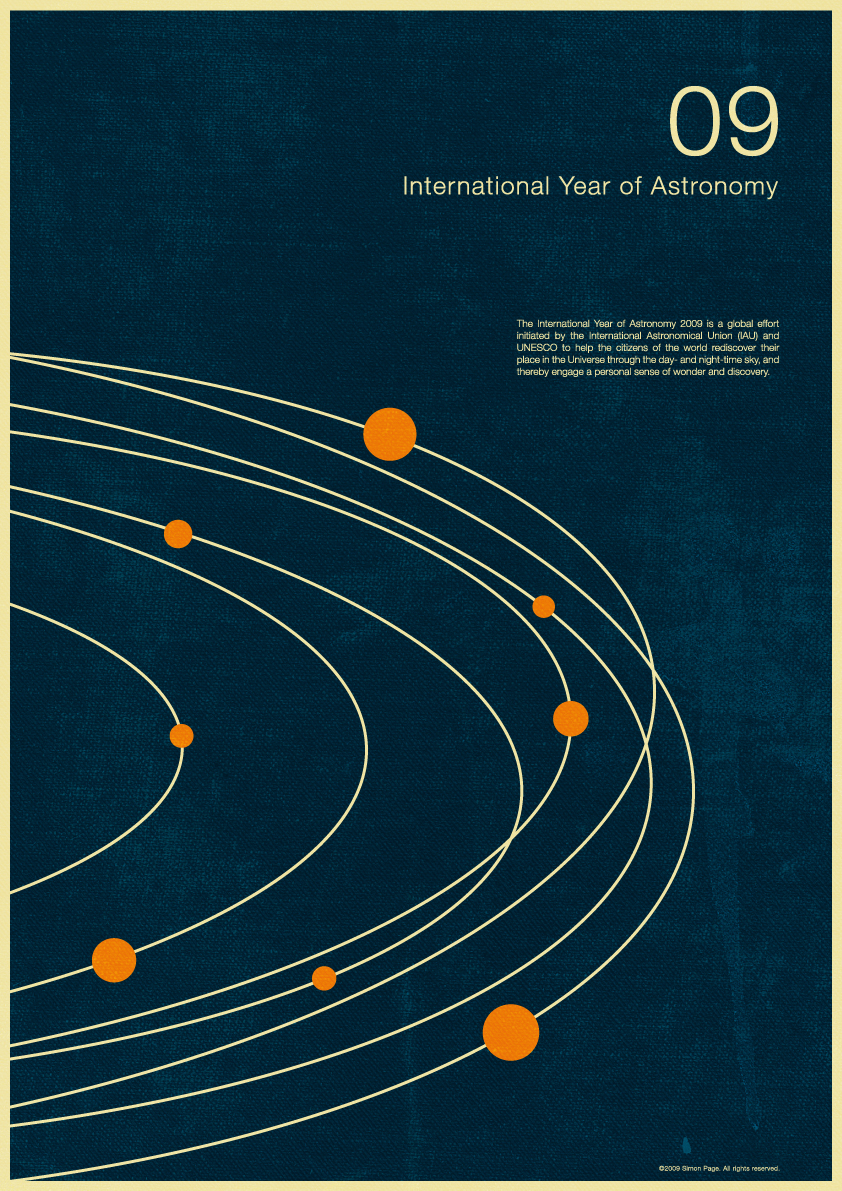 09
International Year of Astronomy
The International Year of Astronomy 2009 is a global effort
initiated by the International Astronomical Union (IAU) and
UNESCO to help the citizens of the world rediscover their
place in the Universe through the day- and night-time sky, and
thereby engage a personal sense of wonder and discovery.
©2009 Simon Page. All rights reserved.